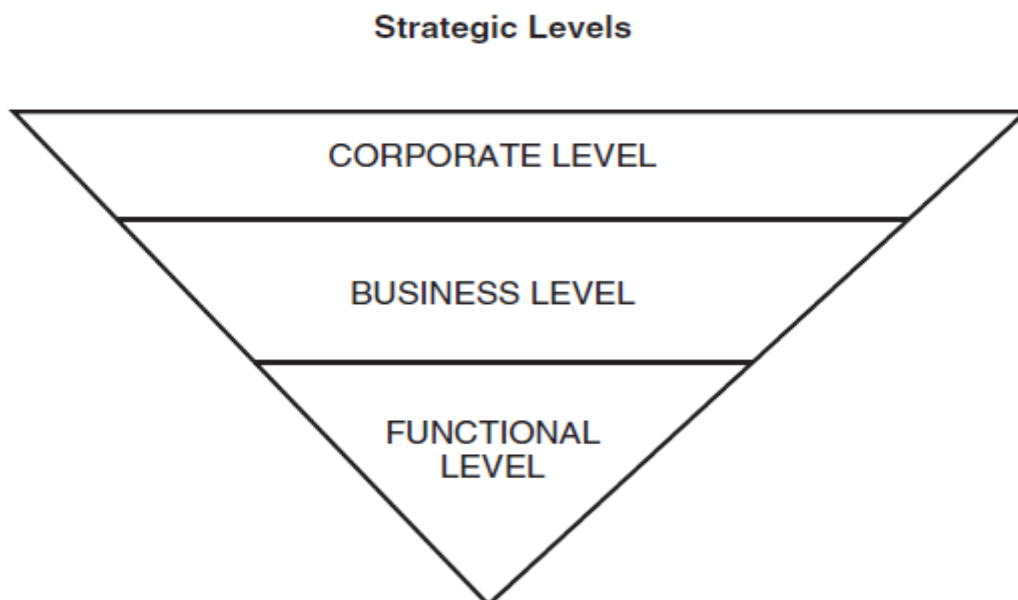 Strategic Levels
CORPORATE LEVEL
BUSINESS LEVEL
FUNCTIONAL
LEVEL